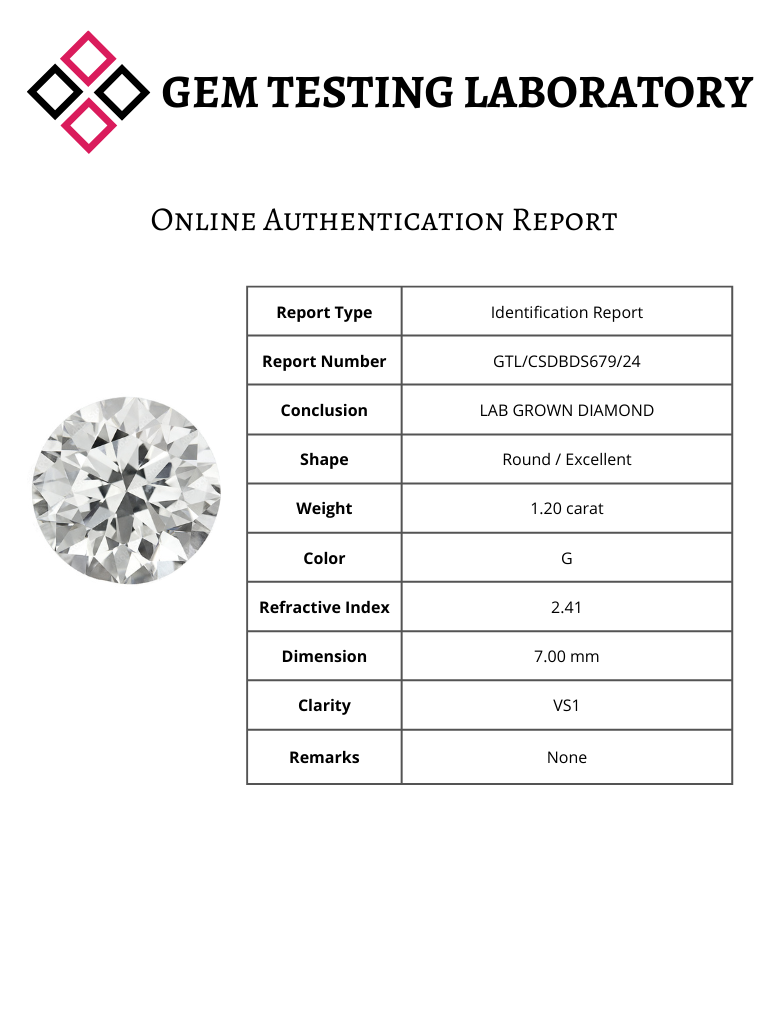 GEM TESTING LABORATORY
Online Authentication Report
Report Type Identification Report
Report Number GTL/CSDBDS679/24
Conclusion LAB GROWN DIAMOND
Shape Round / Excellent
Weight 1.20 carat
Color G
Refractive Index 2.41
Dimension 7.00 mm
Clarity VS1
Remarks None